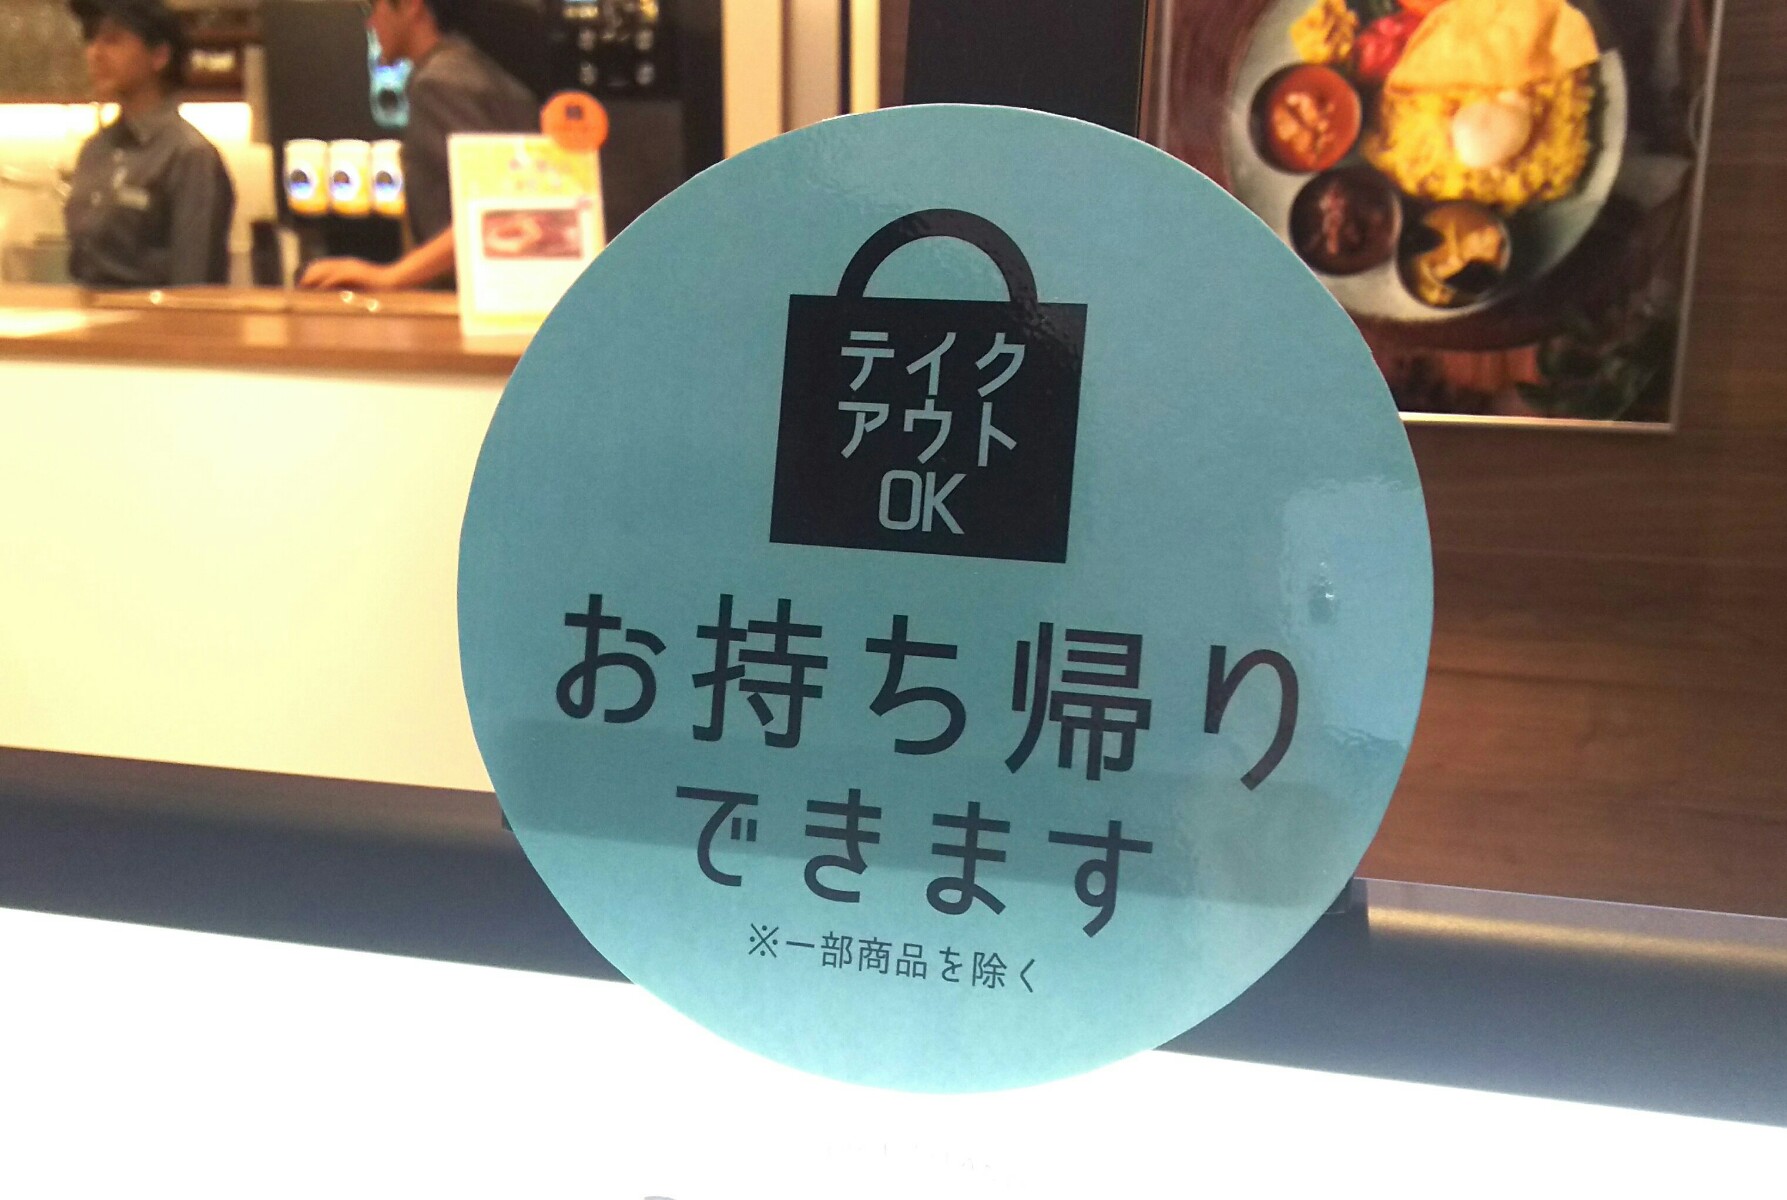 テイク
アウト
OK
お持ち帰り
できます
※一部商品を除く